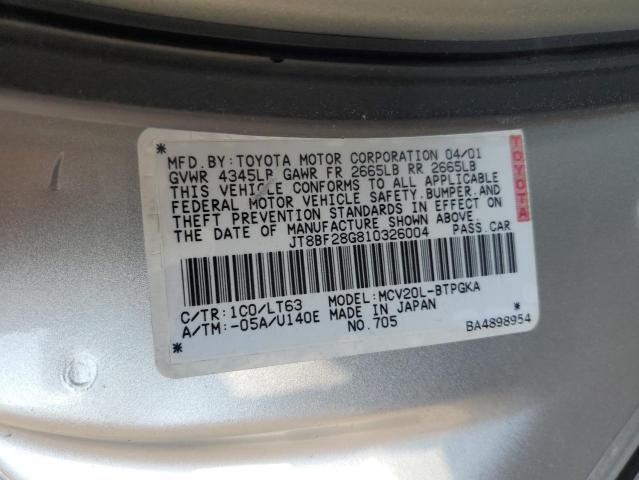 MFD.BY:TOYOTA MOTOR CORPORATION 04/01
GVWR 4345LB GAWR FR 2665LB RR 2665LB
THIS VEHICLE CONFORMS TO ALL APPLICABLE
FEDERAL MOTOR VEHICLE SAFETY,BUMPER,AND
THEFT PREVENTION STANDARDS IN EFFECT ON
THE DATE OF MANUFACTURE SHOWN ABOVE.
JT8BF28G810326004 PASS.CAR
TOYOTA
C/TR:1C0/LT63 MODEL:MCV20L-BTPGKA
A/TM:-05A/U140E MADE IN JAPAN
NO.705 BA4898954